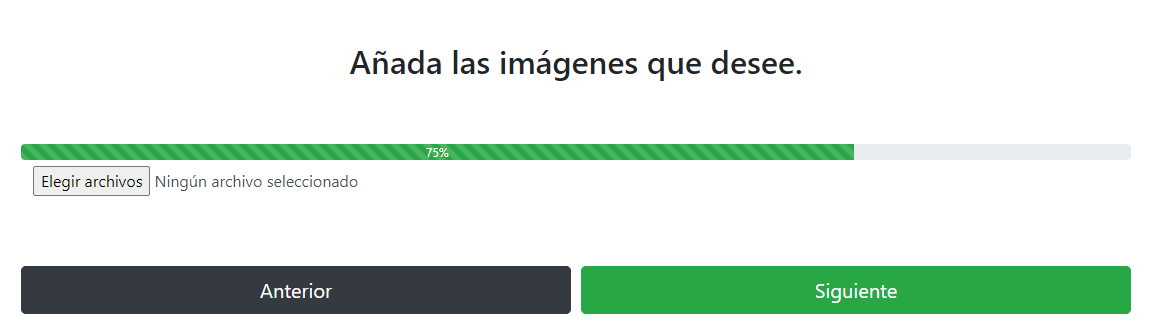 Añada las imágenes que desee.
75%
Elegir archivos Ningún archivo seleccionado
Anterior Siguiente